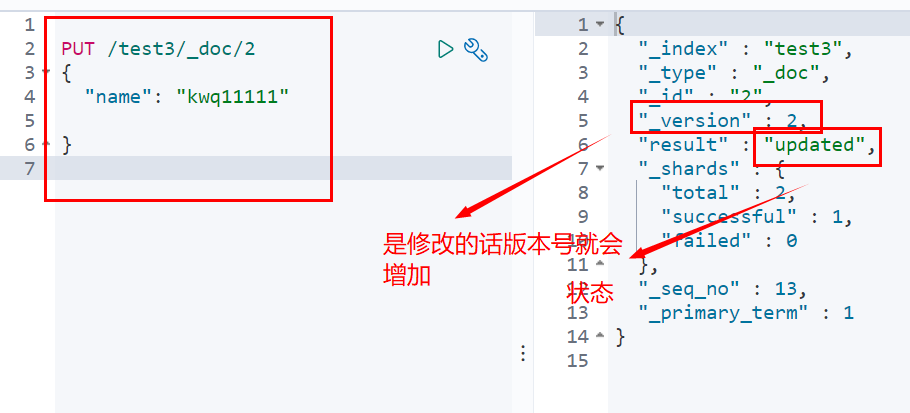 1
2 PUT /test3/_doc/2
3 {
4 "name": "kwq11111"
5
6 }
7
1 {
2 "_index" : "test3",
3 "_type" : "_doc",
4 "_id" : "2",
5 "_version" : 2,
6 "result" : "updated",
7 "_shards" : {
8 "total" : 2,
9 "successful" : 1,
10 "failed" : 0
11 },
12 "_seq_no" : 13,
13 "_primary_term" : 1
14 }
15
是修改的话版本号就会
增加
状态